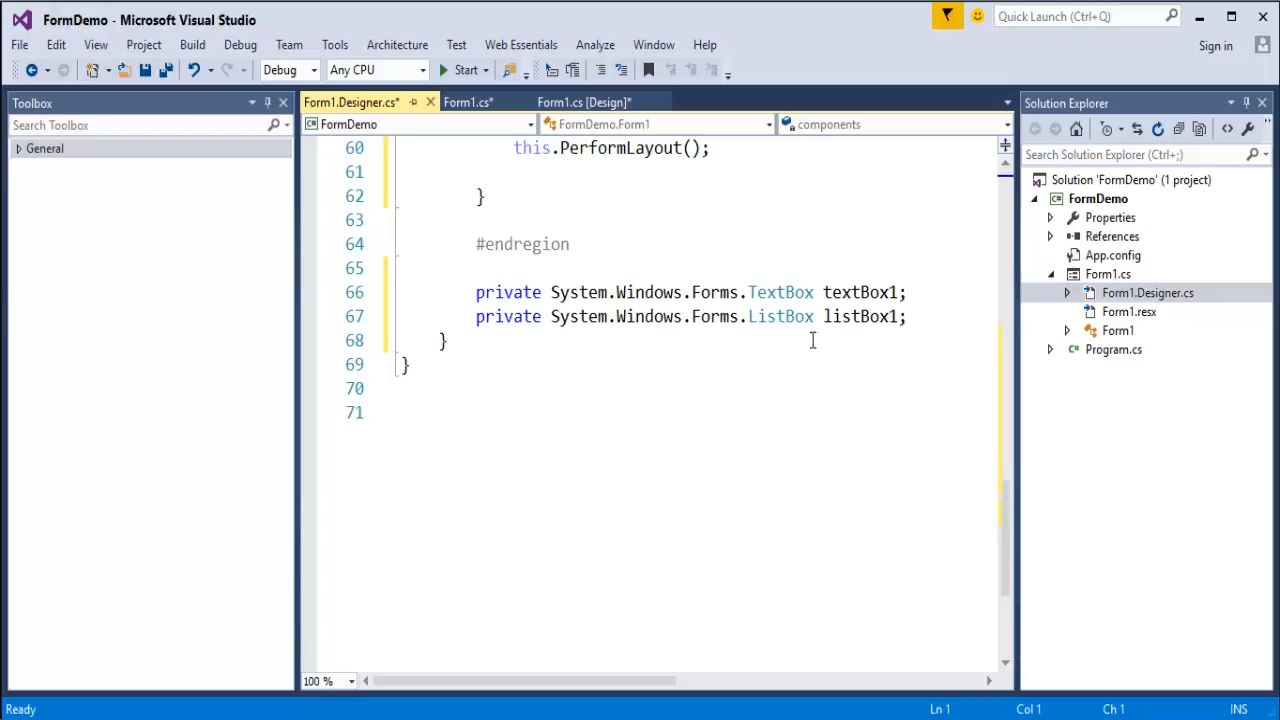 FormDemo - Microsoft Visual Studio
Quick Launch (Ctrl+Q)
File Edit View Project Build Debug Team Tools Architecture Test Web Essentials Analyze Window Help
Sign in
Debug Any CPU Start
Toolbox
Search Toolbox
General
Form1.Designer.cs* Form1.cs* Form1.cs [Design]*
FormDemo FormDemo.Form1 components
60 this.PerformLayout();
61
62 }
63
64 #endregion
65
66 private System.Windows.Forms.TextBox textBox1;
67 private System.Windows.Forms.ListBox listBox1;
68 }
69 }
70
71
100 %
Solution Explorer
Search Solution Explorer (Ctrl+;)
Solution 'FormDemo' (1 project)
FormDemo
Properties
References
App.config
Form1.cs
Form1.Designer.cs
Form1.resx
Form1
Program.cs
Ready Ln 1 Col 1 Ch 1 INS